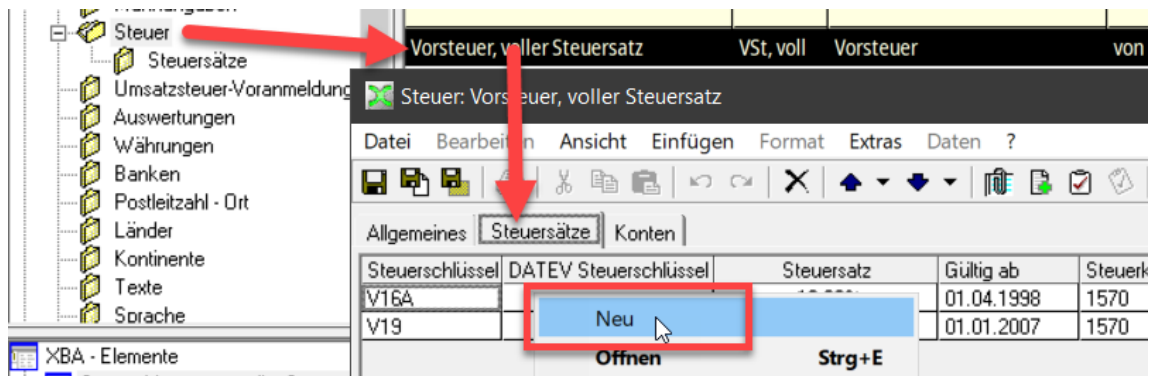 Steuer
Steuersätze
Umsatzsteuer-Voranmeldung
Auswertungen
Währungen
Banken
Postleitzahl - Ort
Länder
Kontinente
Texte
Sprache
XBA - Elemente
Vorsteuer, voller Steuersatz VSt, voll Vorsteuer von
Steuer: Vorsteuer, voller Steuersatz
Datei Bearbeiten Ansicht Einfügen Format Extras Daten ?
Allgemeines Steuersätze Konten
Steuerschlüssel DATEV Steuerschlüssel Steuersatz Gültig ab Steuerk
V16A 01.04.1998 1570
V19 01.01.2007 1570
Neu
Öffnen Strg+E